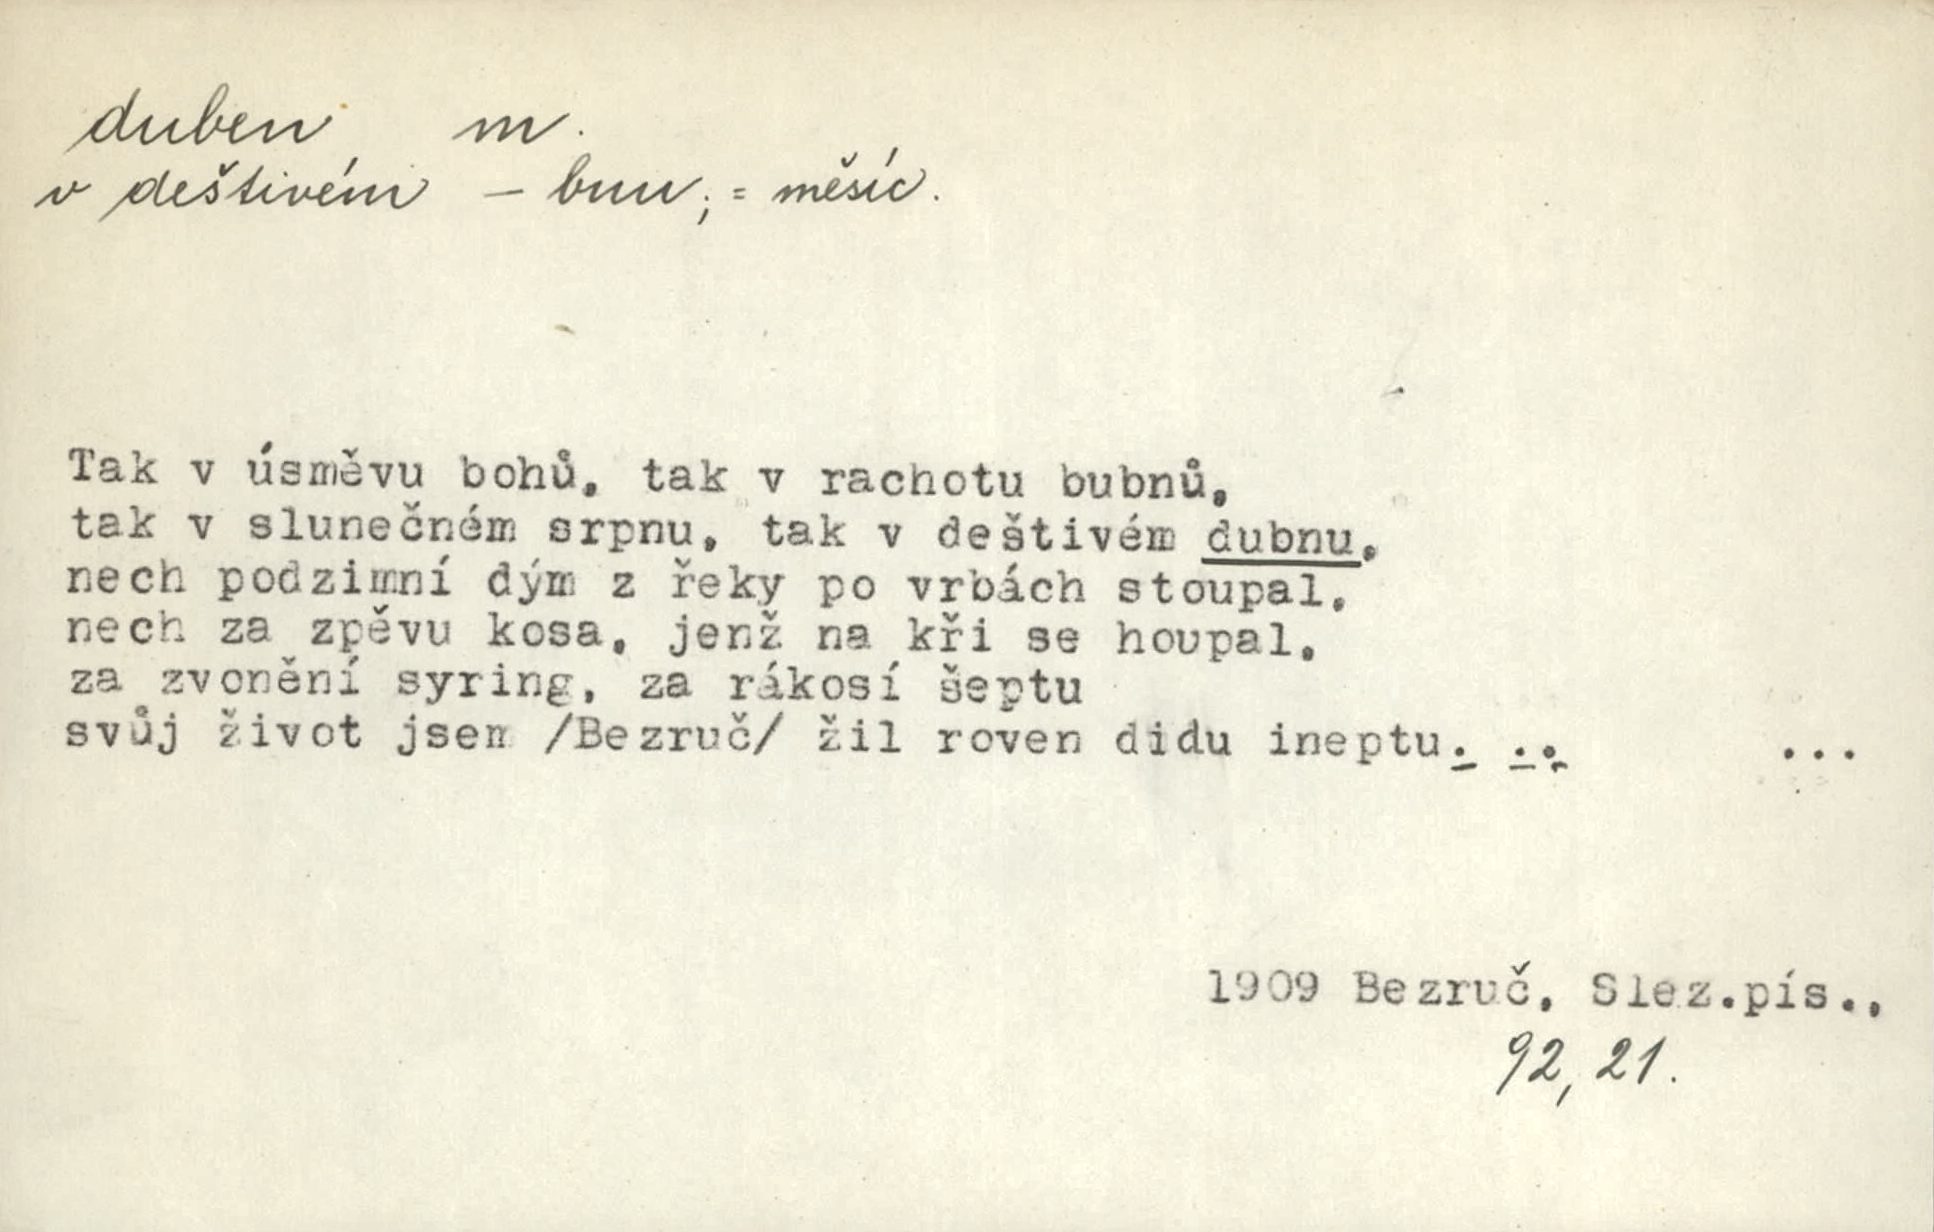 duben m.
v deštivém – bnu; = měsíc.
Tak v úsměvu bohů, tak v rachotu bubnů,
tak v slunečném srpnu, tak v deštivém dubnu,
nech podzimní dým z řeky po vrbách stoupal,
nech za zpěvu kosa, jenž na kři se houpal,
za zvonění syring, za rákosí šeptu
svůj život jsem /Bezruč/ žil roven didu ineptu. .. ...
1909 Bezruč, Slez.pís.,
92, 21.